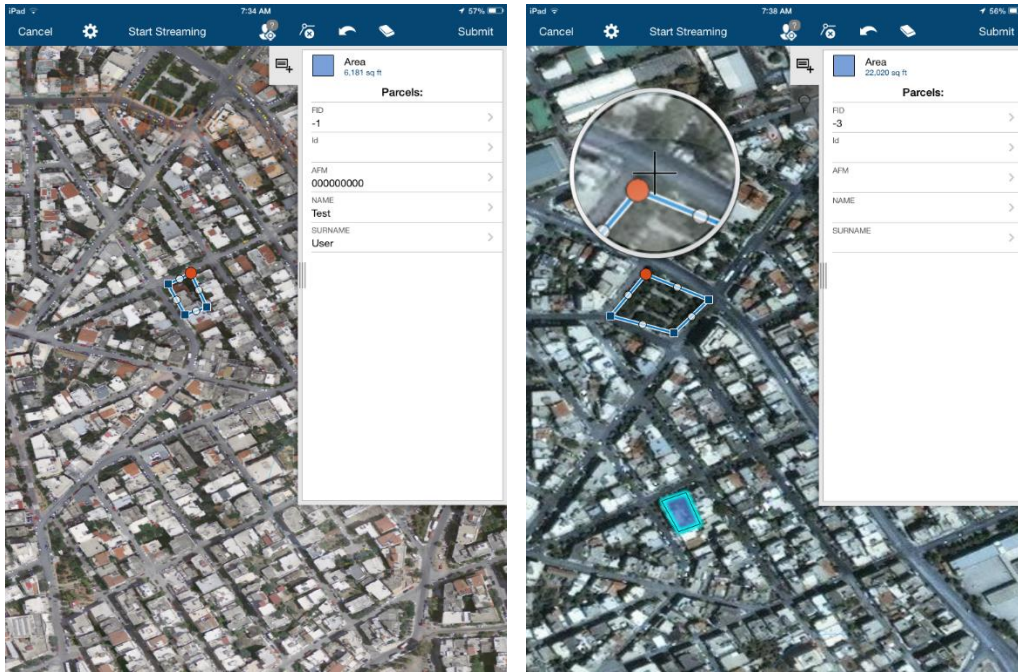 iPad 7:34 AM 57%
Cancel Start Streaming ? Submit
Area
6,181 sq ft
Parcels:
FID
-1
Id
AFM
000000000
NAME
Test
SURNAME
User
iPad 7:38 AM 56%
Cancel Start Streaming ? Submit
Area
22,020 sq ft
Parcels:
FID
-3
Id
AFM
NAME
SURNAME